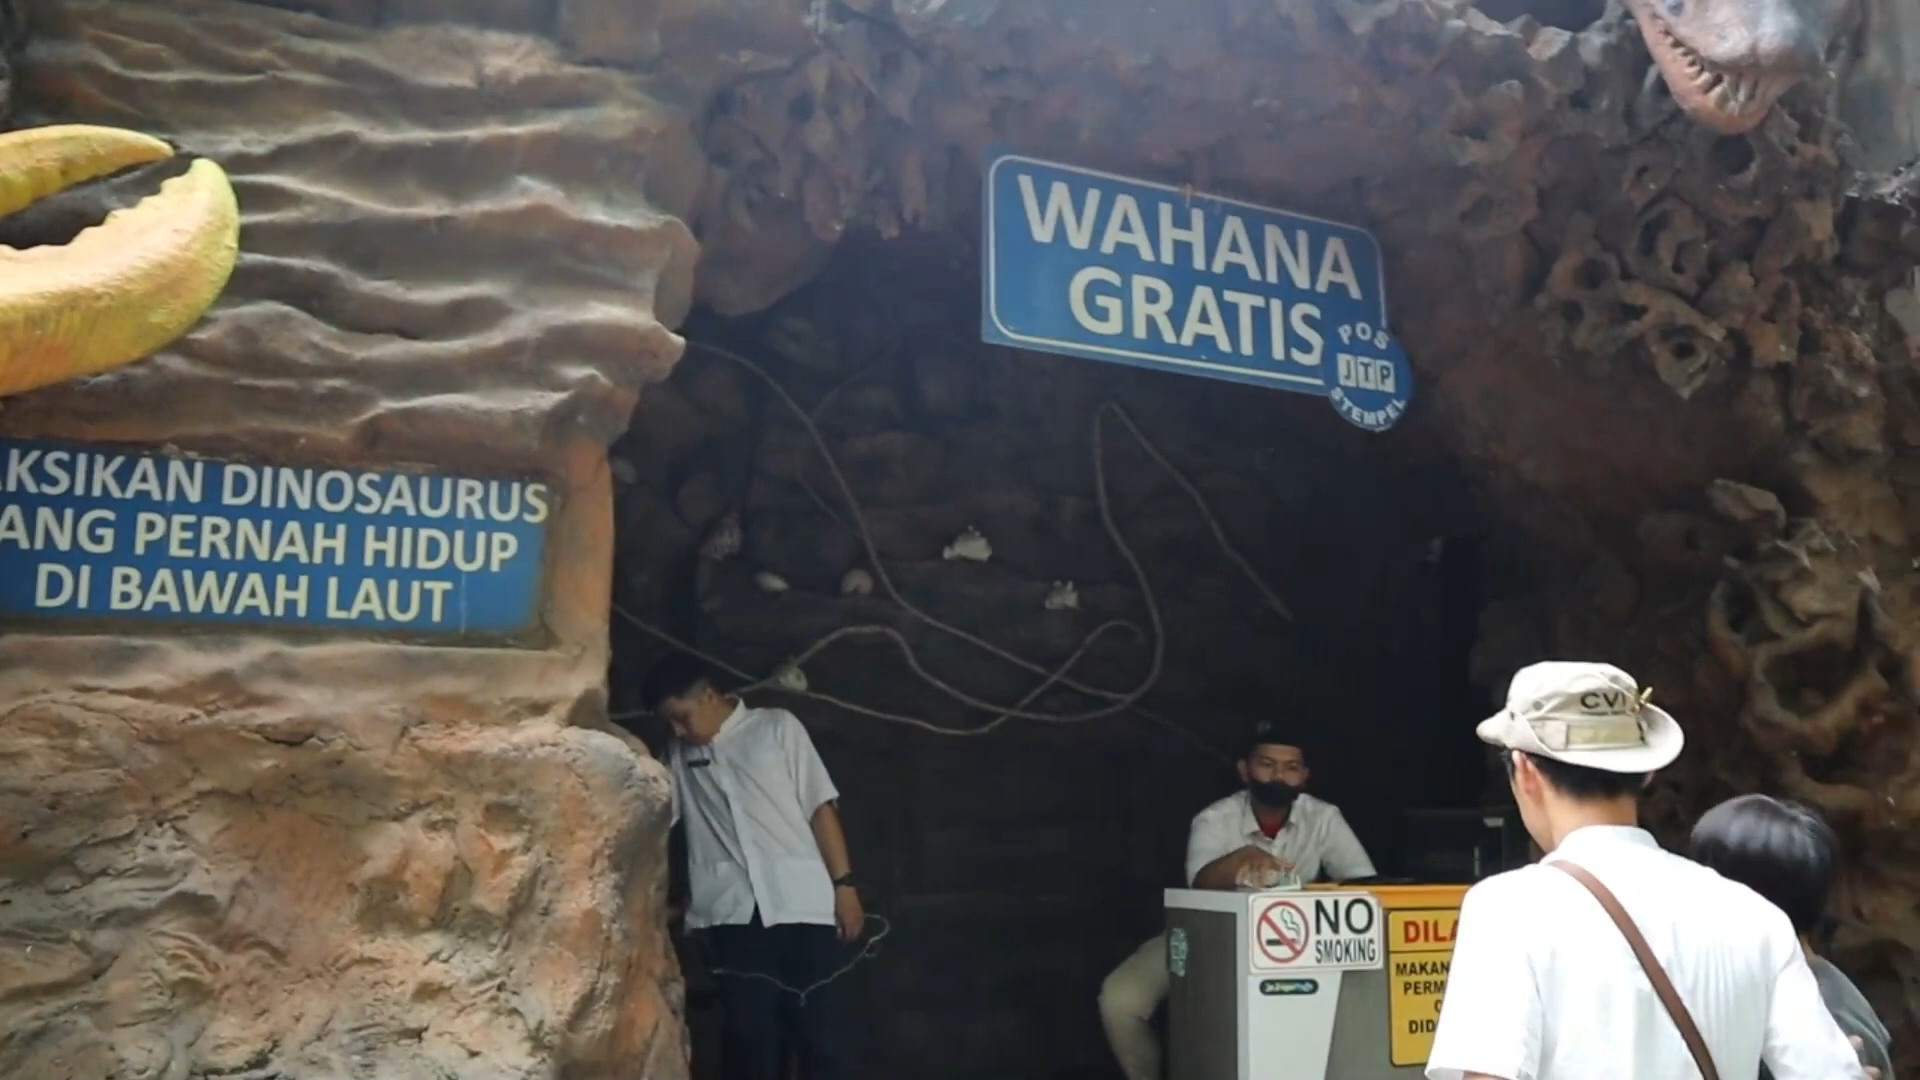 WAHANA
GRATIS
POS
JTP
STEMPEL
AKSIKAN DINOSAURUS
ANG PERNAH HIDUP
DI BAWAH LAUT
CVI
NO
SMOKING
DILA
MAKAN
PERM
DID